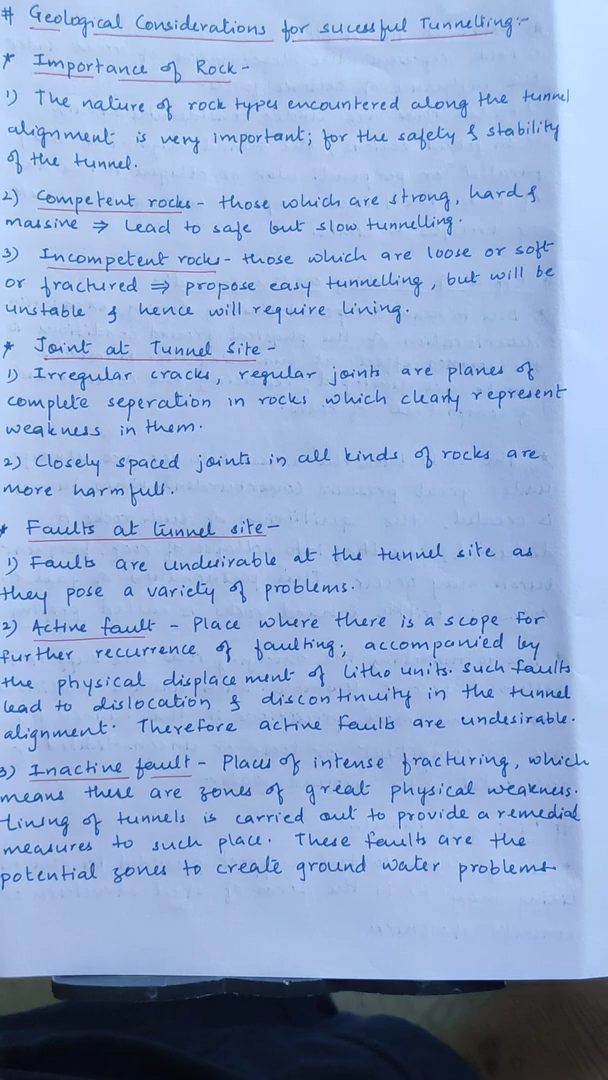 # Geological Considerations for sucessful Tunnelling:-
* Importance of Rock -
1) The nature of rock types encountered along the tunnel
alignment is very important; for the safety & stability
of the tunnel.
2) Competent rocks - those which are strong, hard &
massive ⇒ Lead to safe but slow tunnelling.
3) Incompetent rocks - those which are loose or soft
or fractured ⇒ propose easy tunnelling, but will be
unstable & hence will require lining.
* Joint at Tunnel Site -
1) Irregular cracks, regular joints are planes of
complete seperation in rocks which clearly represent
weakness in them.
2) Closely spaced joints in all kinds of rocks are
more harmfull.
* Faults at tunnel site -
1) Faults are undesirable at the tunnel site as
they pose a variety of problems.
2) Active fault - Place where there is a scope for
further recurrence of faulting; accompanied by
the physical displacement of litho units. Such faults
lead to dislocation & discontinuity in the tunnel
alignment. Therefore active faults are undesirable.
3) Inactive fault - Places of intense fracturing, which
means there are zones of great physical weakness.
Lining of tunnels is carried out to provide a remedial
measures to such place. These faults are the
potential zones to create ground water problems